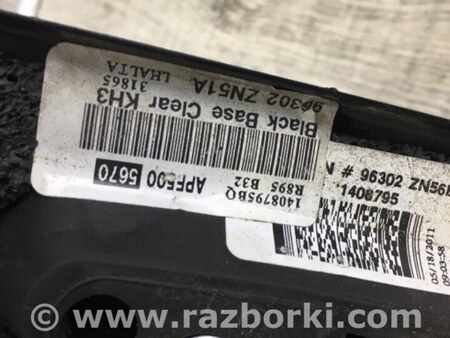 APF500 5670
1408795BQ
R895 B32
Black Base Clear KH3
31865
LHALTA
96302 ZN51A
N # 96302 ZN56
1408795
05/18/2011
09:03:58
www.razborki.com